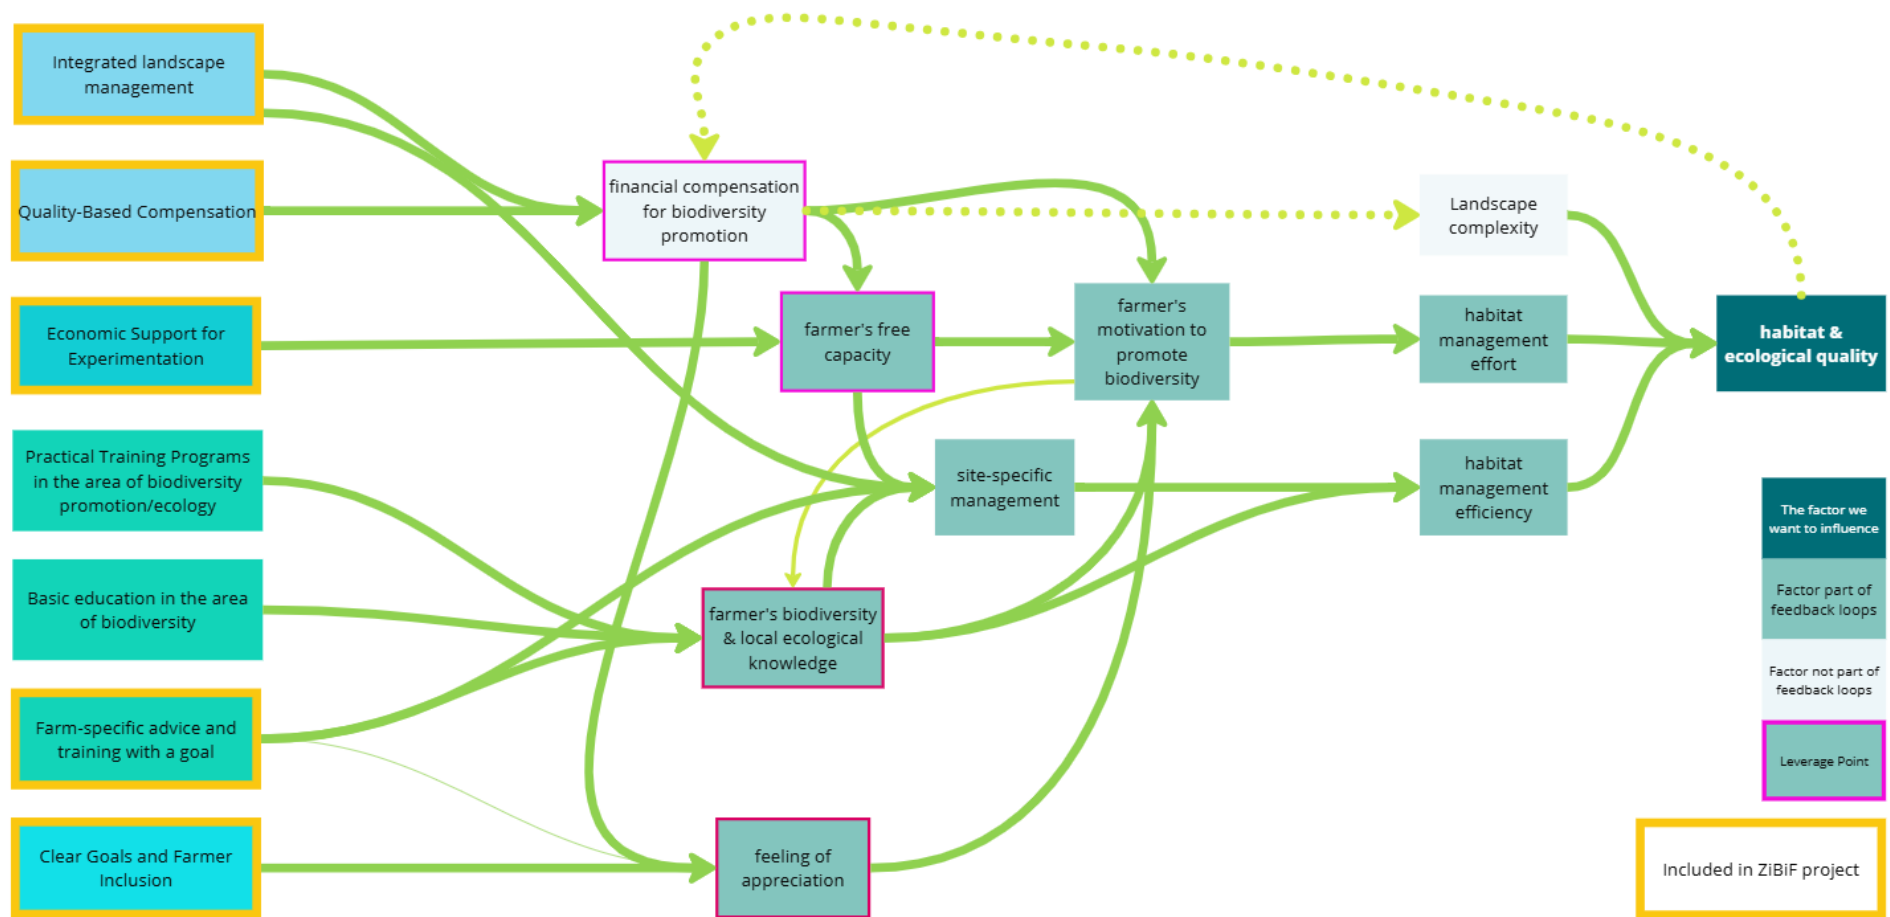 Integrated landscape
management
Quality-Based Compensation
Economic Support for
Experimentation
Practical Training Programs
in the area of biodiversity
promotion/ecology
Basic education in the area
of biodiversity
Farm-specific advice and
training with a goal
Clear Goals and Farmer
Inclusion
financial compensation
for biodiversity
promotion
farmer's free
capacity
farmer's
motivation to
promote
biodiversity
site-specific
management
farmer's biodiversity
& local ecological
knowledge
feeling of
appreciation
Landscape
complexity
habitat
management
effort
habitat
management
efficiency
habitat &
ecological quality
The factor we
want to influence
Factor part of
feedback loops
Factor not part of
feedback loops
Leverage Point
Included in ZiBiF project